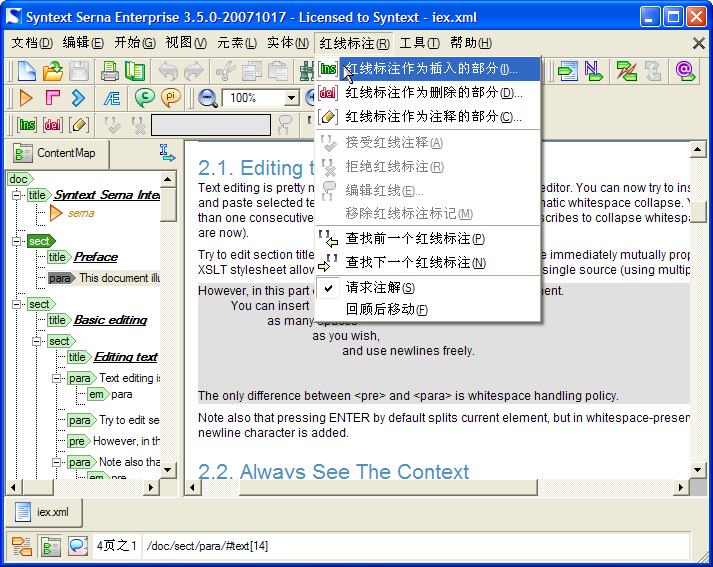 Syntext Serna Enterprise 3.5.0-20071017 - Licensed to Syntext - iex.xml
文档(D) 编辑(E) 开始(G) 视图(V) 元素(L) 实体(N) 红线标注(R) 工具(T) 帮助(H)
ins 红线标注作为插入的部分(I)...
100%
del 红线标注作为删除的部分(D)...
红线标注作为注释的部分(C)...
ins del
接受红线注释(A)
拒绝红线标注(R)
编辑红线(E)...
移除红线标注标记(M)
查找前一个红线标注(P)
查找下一个红线标注(N)
请求注解(S)
回顾后移动(F)
ContentMap
doc
title Syntext Serna Inte
serna
sect
title Preface
para This document illu
sect
title Basic editing
sect
title Editing text
para Text editing is
em para
para Try to edit se
pre However, in th
para Note also tha
em pre
2.1. Editing t
Text editing is pretty m editor. You can now try to ins
and paste selected te matic whitespace collapse. Y
than one consecutive scribes to collapse whitespa
are now).
Try to edit section title e immediately mutually prop
XSLT stylesheet allow single source (using multip
However, in this part ment.
You can insert
as many spaces
as you wish,
and use newlines freely.
The only difference between <pre> and <para> is whitespace handling policy.
Note also that pressing ENTER by default splits current element, but in whitespace-preser
newline character is added.
2.2. Always See The Context
iex.xml
4页之1 /doc/sect/para/#text[14]